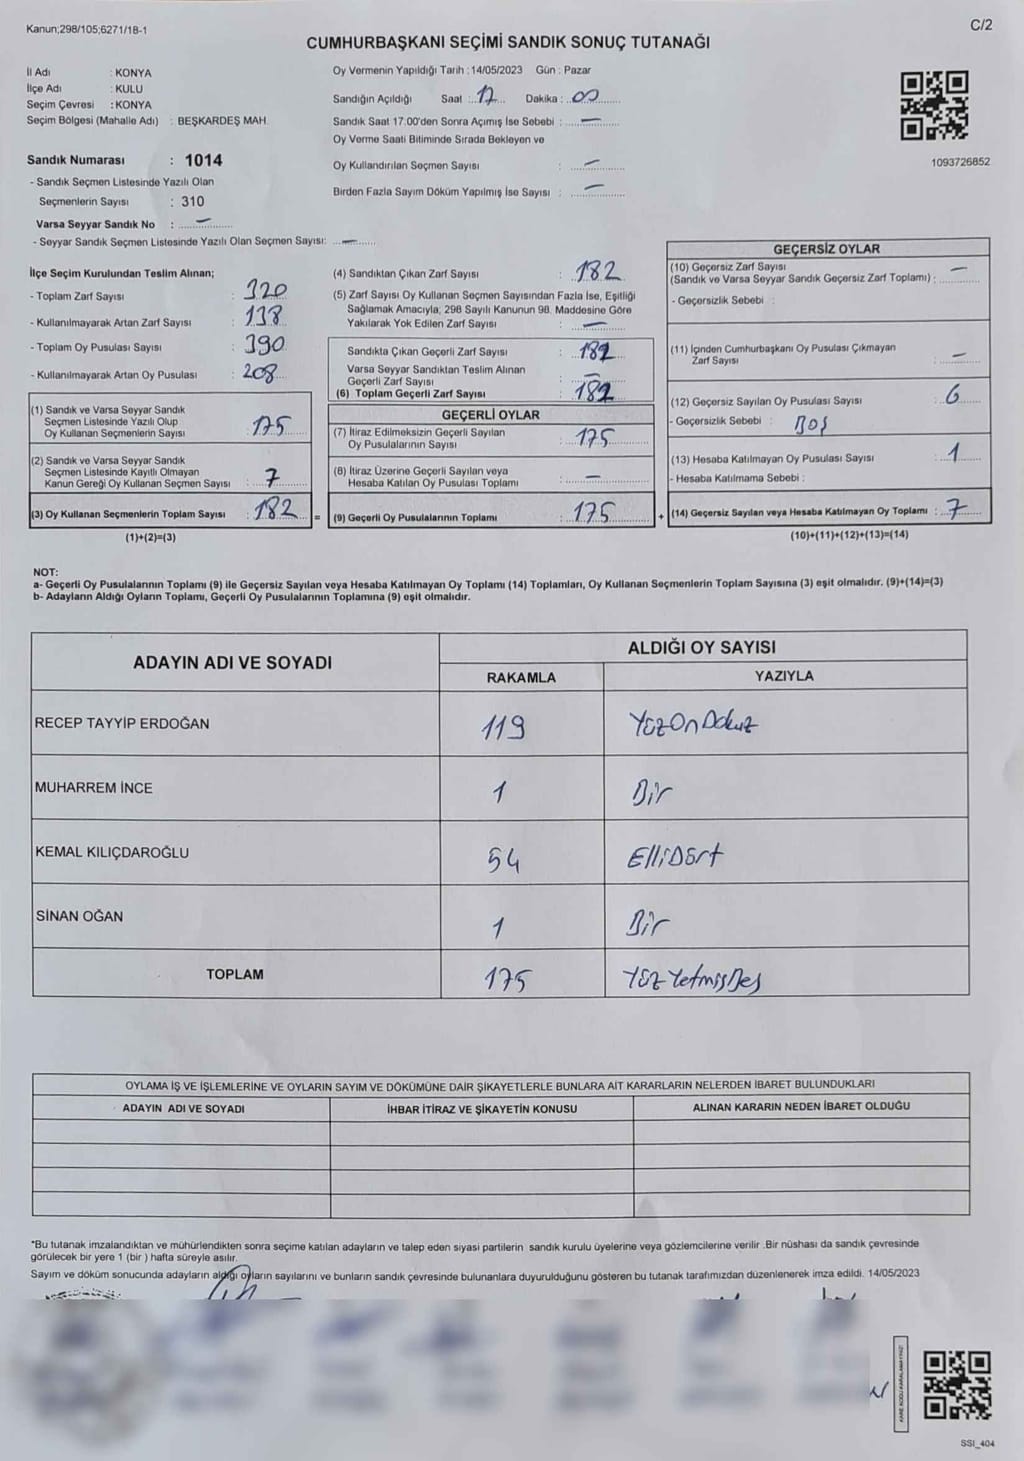 Kanun;298/105;6271/18-1
C/2
CUMHURBAŞKANI SEÇİMİ SANDIK SONUÇ TUTANAĞI
İl Adı : KONYA
İlçe Adı : KULU
Seçim Çevresi : KONYA
Seçim Bölgesi (Mahalle Adı) : BEŞKARDEŞ MAH.
Sandık Numarası : 1014
- Sandık Seçmen Listesinde Yazılı Olan
Seçmenlerin Sayısı : 310
Varsa Seyyar Sandık No : —
- Seyyar Sandık Seçmen Listesinde Yazılı Olan Seçmen Sayısı: —
Oy Vermenin Yapıldığı Tarih : 14/05/2023 Gün : Pazar
Sandığın Açıldığı Saat : 17 Dakika : 00
Sandık Saat 17:00'den Sonra Açımış İse Sebebi : —
Oy Verme Saati Bitiminde Sırada Bekleyen ve
Oy Kullandırılan Seçmen Sayısı : —
Birden Fazla Sayım Döküm Yapılmış İse Sayısı : —
1093726852
İlçe Seçim Kurulundan Teslim Alınan;
- Toplam Zarf Sayısı : 320
- Kullanılmayarak Artan Zarf Sayısı : 138
- Toplam Oy Pusulası Sayısı : 390
- Kullanılmayarak Artan Oy Pusulası : 208
(1) Sandık ve Varsa Seyyar Sandık
Seçmen Listesinde Yazılı Olup
Oy Kullanan Seçmenlerin Sayısı : 175
(2) Sandık ve Varsa Seyyar Sandık
Seçmen Listesinde Kayıtlı Olmayan
Kanun Gereği Oy Kullanan Seçmen Sayısı : 7
(3) Oy Kullanan Seçmenlerin Toplam Sayısı : 182 =
(1)+(2)=(3)
(4) Sandıktan Çıkan Zarf Sayısı : 182
(5) Zarf Sayısı Oy Kullanan Seçmen Sayısından Fazla İse, Eşitliği
Sağlamak Amacıyla, 298 Sayılı Kanunun 98. Maddesine Göre
Yakılarak Yok Edilen Zarf Sayısı : —
Sandıkta Çıkan Geçerli Zarf Sayısı : 182
Varsa Seyyar Sandıktan Teslim Alınan
Geçerli Zarf Sayısı : —
(6) Toplam Geçerli Zarf Sayısı : 182
GEÇERLİ OYLAR
(7) İtiraz Edilmeksizin Geçerli Sayılan
Oy Pusulalarının Sayısı : 175
(8) İtiraz Üzerine Geçerli Sayılan veya
Hesaba Katılan Oy Pusulası Toplamı : —
(9) Geçerli Oy Pusulalarının Toplamı : 175 +
GEÇERSİZ OYLAR
(10) Geçersiz Zarf Sayısı
(Sandık ve Varsa Seyyar Sandık Geçersiz Zarf Toplamı) : —
- Geçersizlik Sebebi :
(11) İçinden Cumhurbaşkanı Oy Pusulası Çıkmayan
Zarf Sayısı : —
(12) Geçersiz Sayılan Oy Pusulası Sayısı : 6
- Geçersizlik Sebebi : Boş
(13) Hesaba Katılmayan Oy Pusulası Sayısı : 1
- Hesaba Katılmama Sebebi :
(14) Geçersiz Sayılan veya Hesaba Katılmayan Oy Toplamı : 7
(10)+(11)+(12)+(13)=(14)
NOT:
a- Geçerli Oy Pusulalarının Toplamı (9) ile Geçersiz Sayılan veya Hesaba Katılmayan Oy Toplamı (14) Toplamları, Oy Kullanan Seçmenlerin Toplam Sayısına (3) eşit olmalıdır. (9)+(14)=(3)
b- Adayların Aldığı Oyların Toplamı, Geçerli Oy Pusulalarının Toplamına (9) eşit olmalıdır.
ADAYIN ADI VE SOYADI
ALDIĞI OY SAYISI
RAKAMLA YAZIYLA
RECEP TAYYİP ERDOĞAN 119 YüzOnDokuz
MUHARREM İNCE 1 Bir
KEMAL KILIÇDAROĞLU 54 ElliDört
SİNAN OĞAN 1 Bir
TOPLAM 175 YüzYetmişBeş
OYLAMA İŞ VE İŞLEMLERİNE VE OYLARIN SAYIM VE DÖKÜMÜNE DAİR ŞİKAYETLERLE BUNLARA AİT KARARLARIN NELERDEN İBARET BULUNDUKLARI
ADAYIN ADI VE SOYADI İHBAR İTİRAZ VE ŞİKAYETİN KONUSU ALINAN KARARIN NEDEN İBARET OLDUĞU
*Bu tutanak imzalandıktan ve mühürlendikten sonra seçime katılan adayların ve talep eden siyasi partilerin sandık kurulu üyelerine veya gözlemcilerine verilir .Bir nüshası da sandık çevresinde
görülecek bir yere 1 (bir ) hafta süreyle asılır.
Sayım ve döküm sonucunda adayların aldığı oyların sayılarını ve bunların sandık çevresinde bulunanlara duyurulduğunu gösteren bu tutanak tarafımızdan düzenlenerek imza edildi. 14/05/2023
KARE KODU KARALAMAYINIZ!
SSI_404